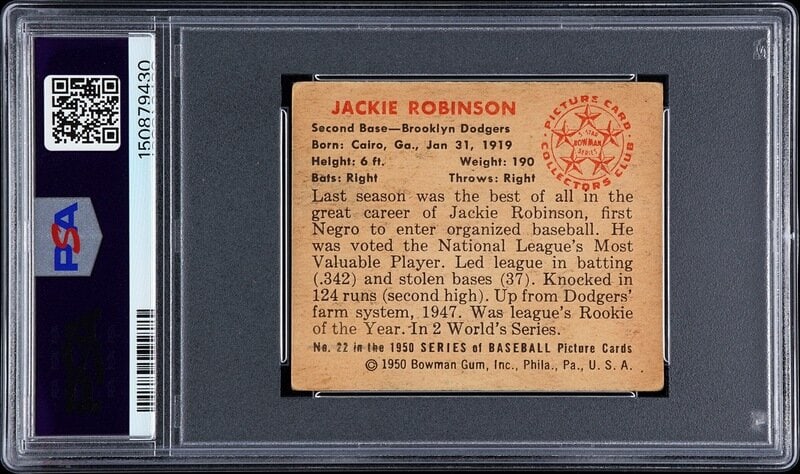 150879430
PSA
JACKIE ROBINSON
Second Base—Brooklyn Dodgers
Born: Cairo, Ga., Jan 31, 1919
Height: 6 ft. Weight: 190
Bats: Right Throws: Right
PICTURE CARD
5-STAR
BOWMAN
SERIES
COLLECTORS CLUB
Last season was the best of all in the
great career of Jackie Robinson, first
Negro to enter organized baseball. He
was voted the National League's Most
Valuable Player. Led league in batting
(.342) and stolen bases (37). Knocked in
124 runs (second high). Up from Dodgers'
farm system, 1947. Was league's Rookie
of the Year. In 2 World's Series.
No. 22 in the 1950 SERIES of BASEBALL Picture Cards
© 1950 Bowman Gum, Inc., Phila., Pa., U. S. A.